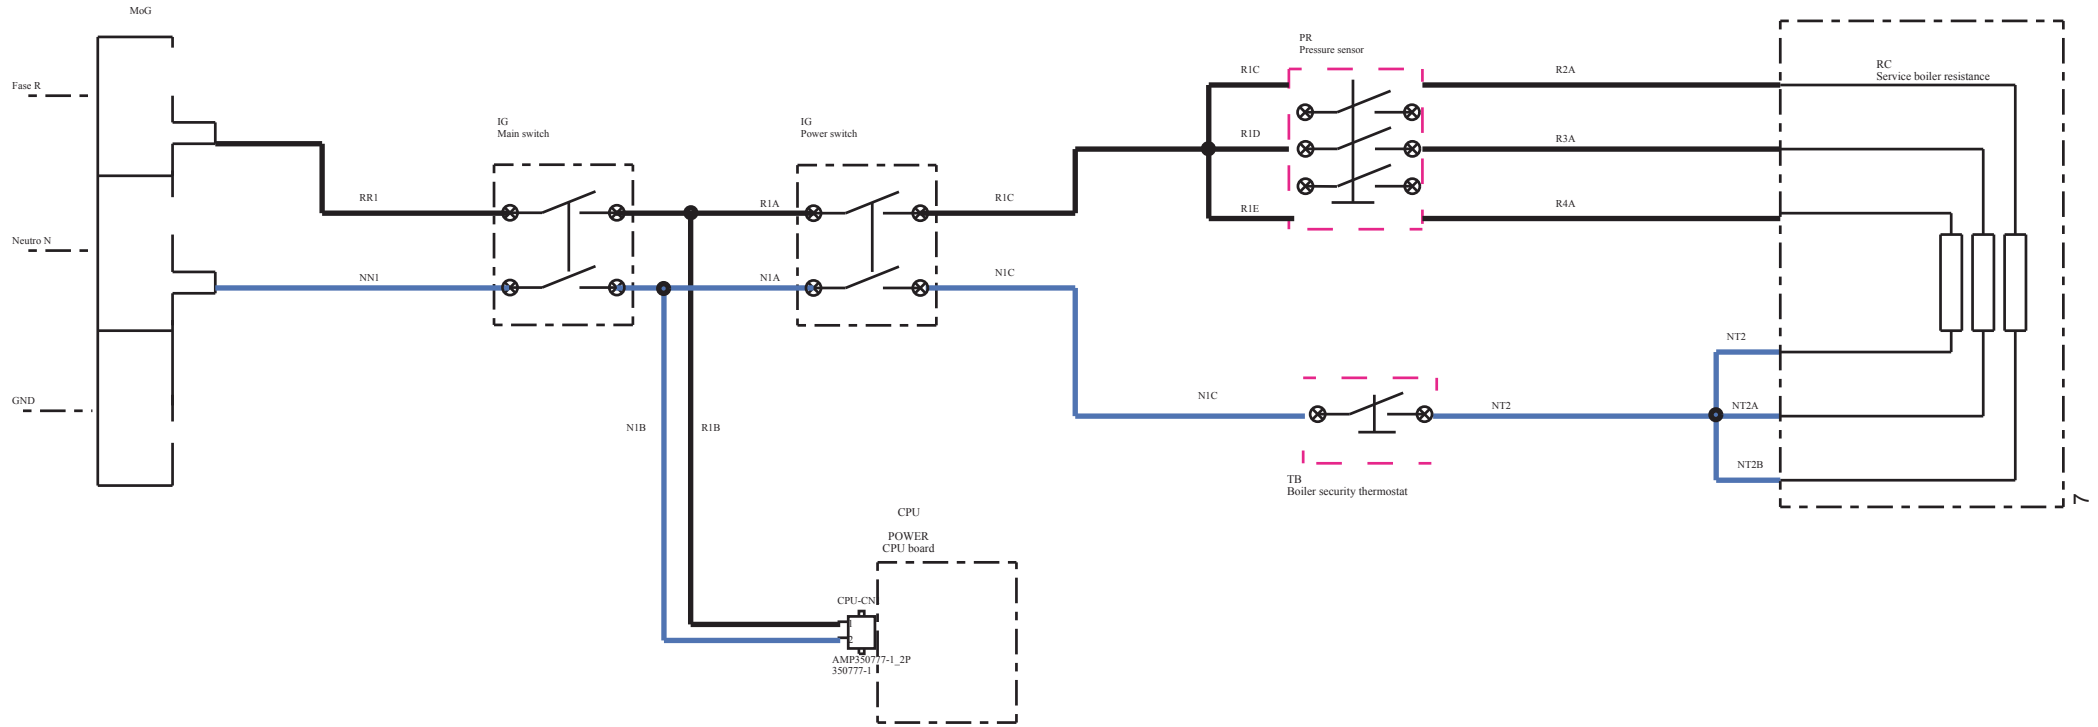 MoG
Fase R
Neutro N
GND
RR1
NN1
IG
Main switch
R1A
N1A
N1B
R1B
IG
Power switch
R1C
N1C
PR
Pressure sensor
R1C
R1D
R1E
R2A
R3A
R4A
RC
Service boiler resistance
N1C
TB
Boiler security thermostat
NT2
NT2
NT2A
NT2B
7
CPU
POWER
CPU board
CPU-CN
1
2
AMP350777-1_2P
350777-1